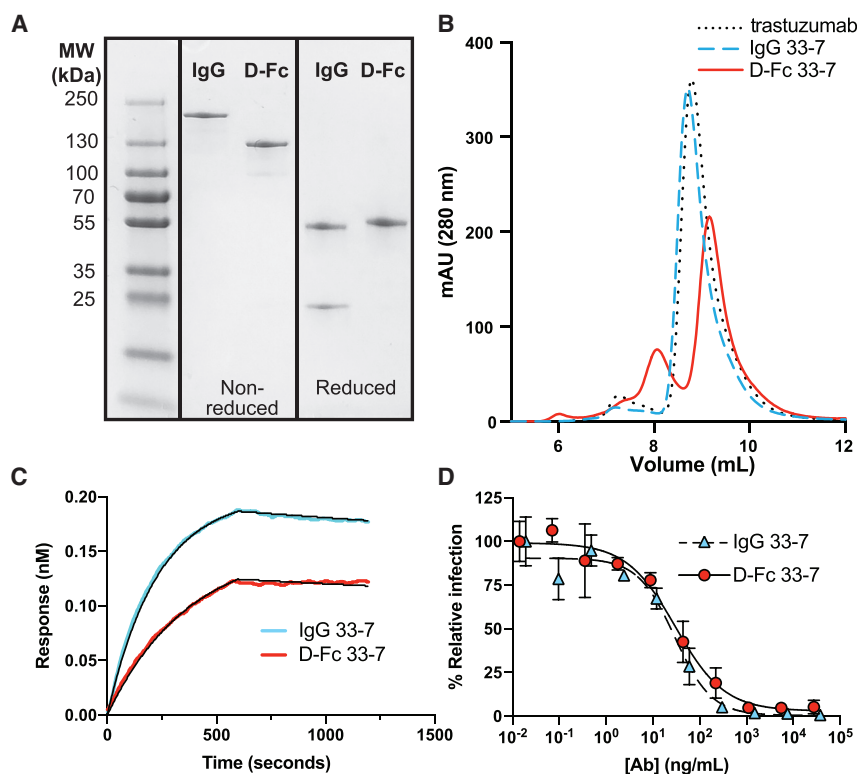 A
MW
(kDa)
IgG D-Fc IgG D-Fc
250
130
100
70
55
35
25
Non-
reduced
Reduced
B
trastuzumab
IgG 33-7
D-Fc 33-7
400
300
200
100
0
mAU (280 nm)
6 8 10 12
Volume (mL)
C
0.20
0.15
0.10
0.05
0.00
Response (nM)
IgG 33-7
D-Fc 33-7
0 500 1000 1500
Time (seconds)
D
125
100
75
50
25
0
% Relative infection
IgG 33-7
D-Fc 33-7
10-2 10-1 100 101 102 103 104 105
[Ab] (ng/mL)